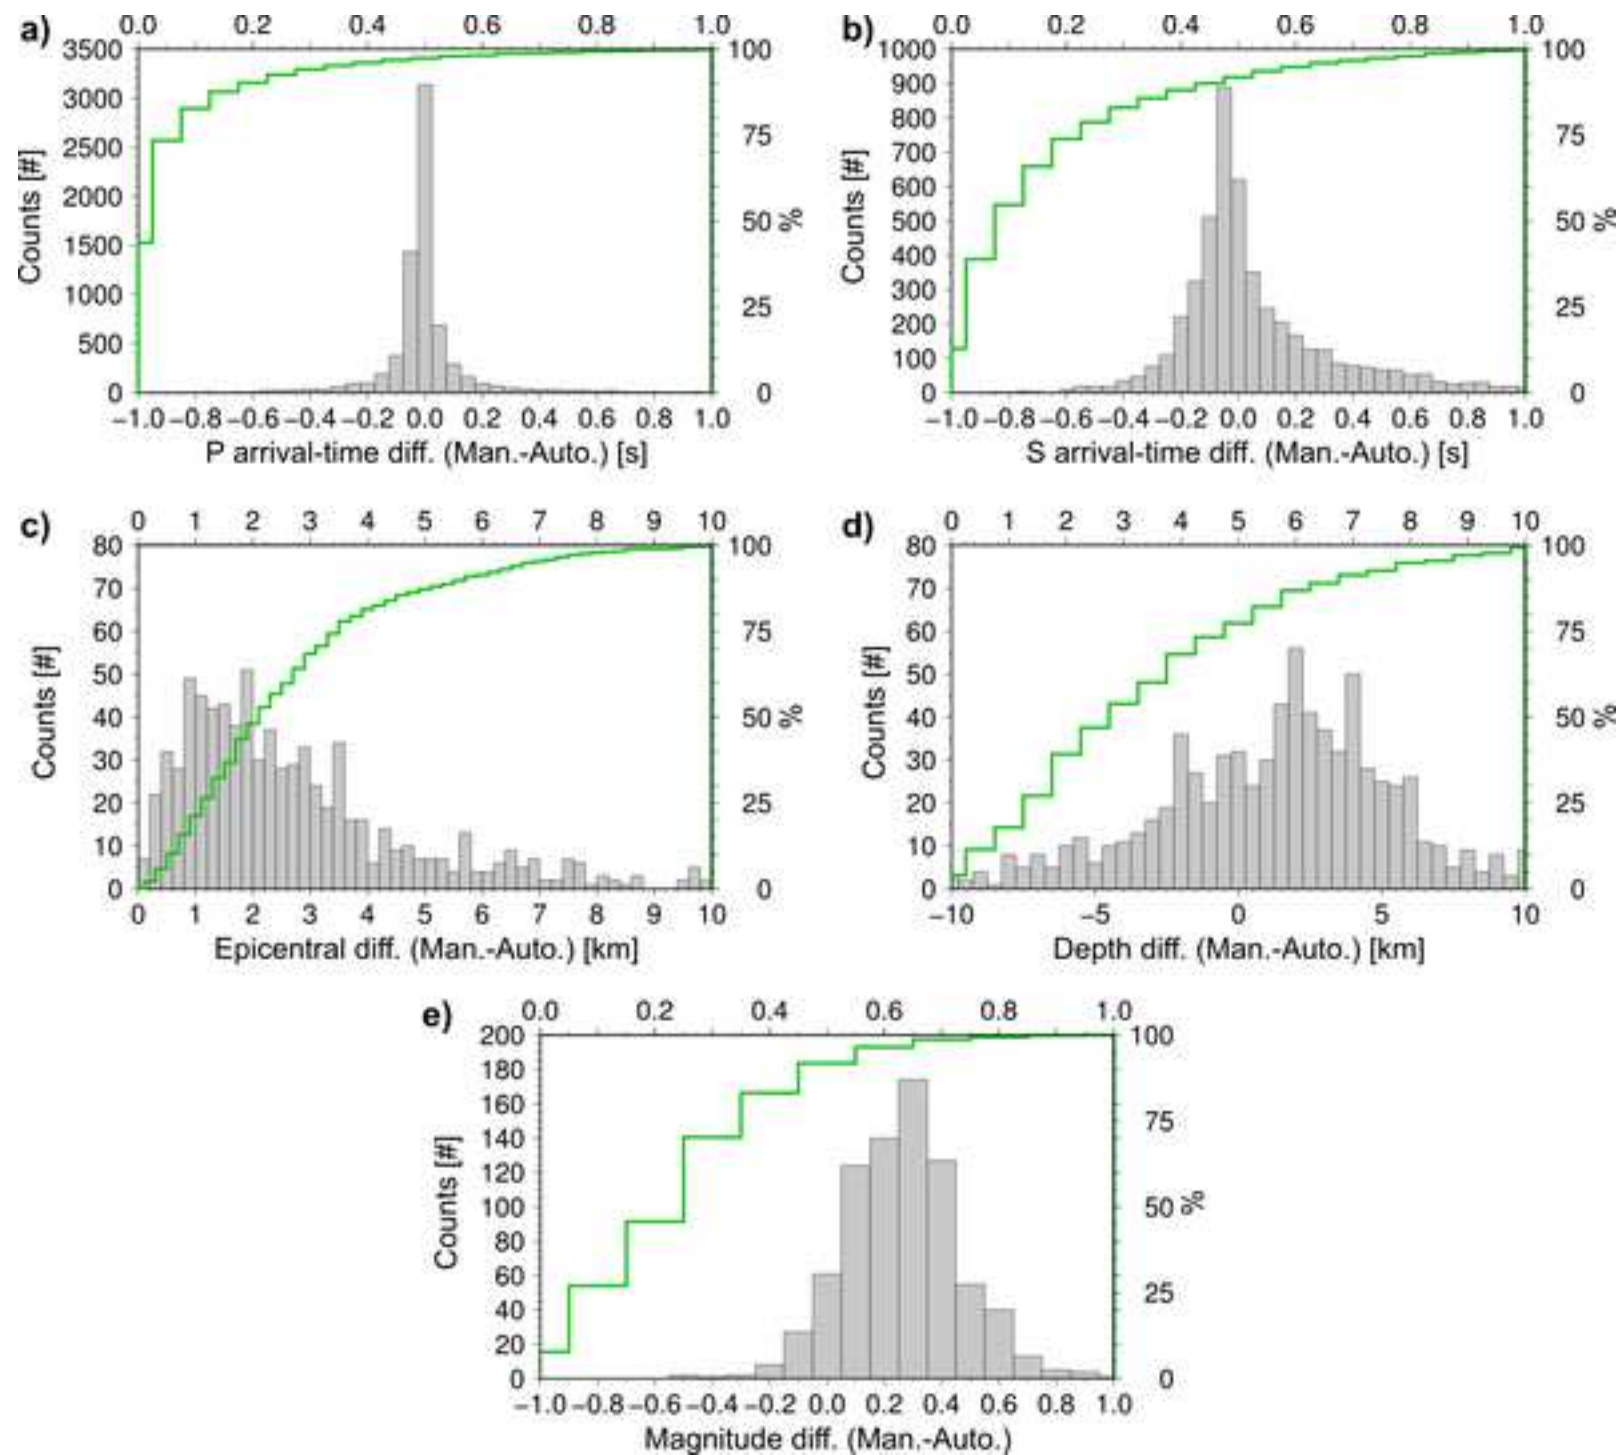 a)
0.0 0.2 0.4 0.6 0.8 1.0
3500 100
3000
2500 75
2000
50
1500
1000 25
500
0 0
Counts [#]
%
−1.0 −0.8 −0.6 −0.4 −0.2 0.0 0.2 0.4 0.6 0.8 1.0
P arrival-time diff. (Man.-Auto.) [s]
b)
0.0 0.2 0.4 0.6 0.8 1.0
1000 100
900
800
75
700
600
500 50
400
300
25
200
100
0 0
Counts [#]
%
−1.0 −0.8 −0.6 −0.4 −0.2 0.0 0.2 0.4 0.6 0.8 1.0
S arrival-time diff. (Man.-Auto.) [s]
c)
0 1 2 3 4 5 6 7 8 9 10
80 100
70
60 75
50
40 50
30
20 25
10
0 0
Counts [#]
%
0 1 2 3 4 5 6 7 8 9 10
Epicentral diff. (Man.-Auto.) [km]
d)
0 1 2 3 4 5 6 7 8 9 10
80 100
70
60 75
50
40 50
30
20 25
10
0 0
Counts [#]
%
−10 −5 0 5 10
Depth diff. (Man.-Auto.) [km]
e)
0.0 0.2 0.4 0.6 0.8 1.0
200 100
180
160
75
140
120
100 50
80
60
25
40
20
0 0
Counts [#]
%
−1.0 −0.8 −0.6 −0.4 −0.2 0.0 0.2 0.4 0.6 0.8 1.0
Magnitude diff. (Man.-Auto.)